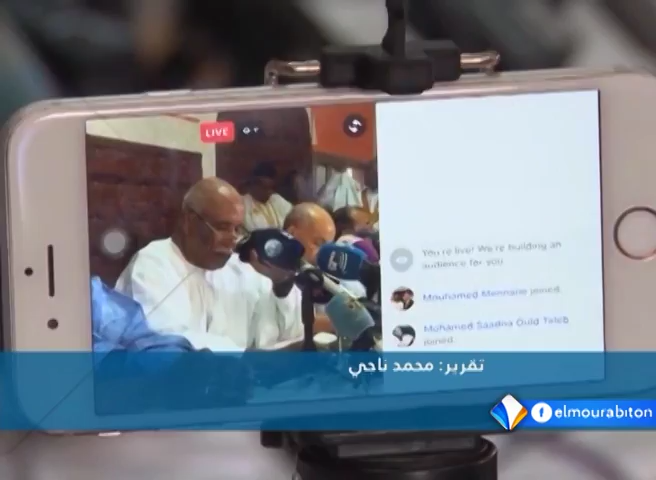 LIVE
You're live! We're building an
audience for you.
Mouhamed
joined.
Mohamed Saadna Ould Taleb
joined.
تقرير: محمد ناجي
f elmourabiton